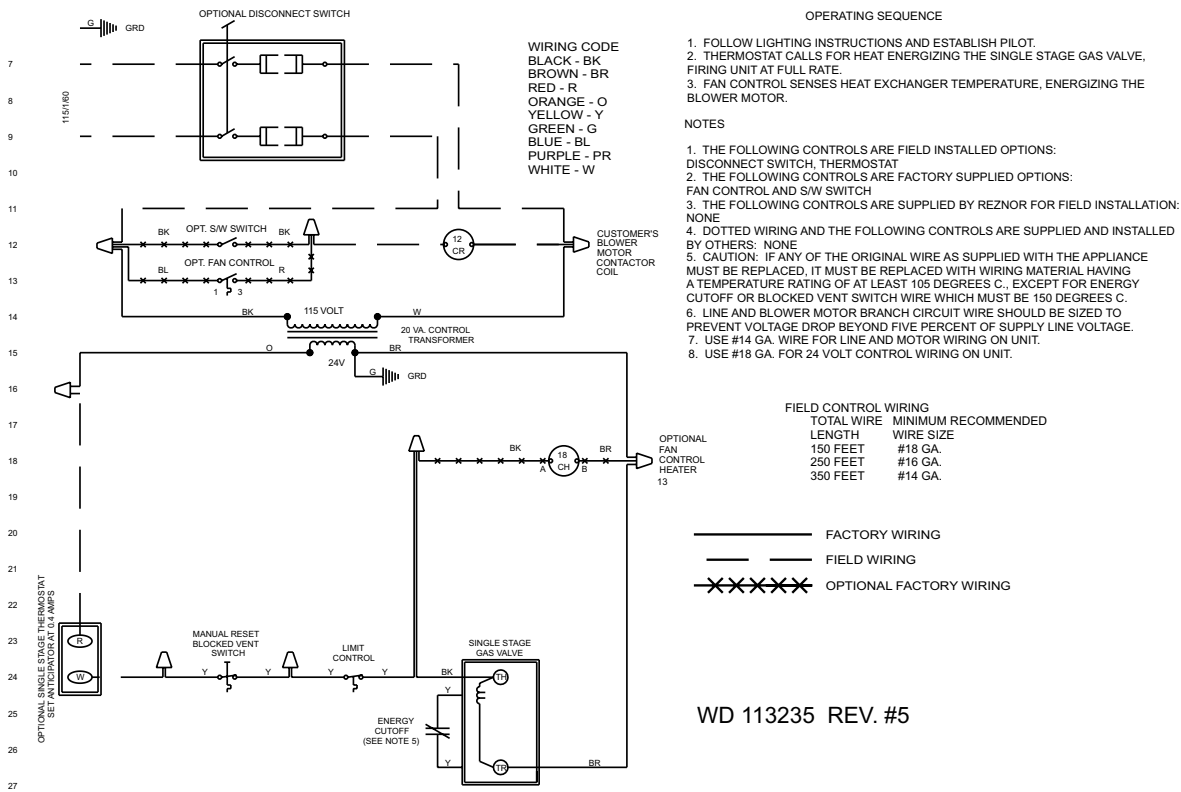 OPTIONAL DISCONNECT SWITCH
G
GRD
7
8
9
10
11
12
13
14
15
16
17
18
19
20
21
22
23
24
25
26
27
115/1/60
WIRING CODE
BLACK - BK
BROWN - BR
RED - R
ORANGE - O
YELLOW - Y
GREEN - G
BLUE - BL
PURPLE - PR
WHITE - W
BK
OPT. S/W SWITCH
BK
12
CR
CUSTOMER'S
BLOWER
MOTOR
CONTACTOR
COIL
BL
OPT. FAN CONTROL
R
1 3
BK
115 VOLT
W
20 VA. CONTROL
TRANSFORMER
O
24V
BR
G
GRD
BK
18
CH
A
B
BR
OPTIONAL
FAN
CONTROL
HEATER
13
OPTIONAL SINGLE STAGE THERMOSTAT
SET ANTICIPATOR AT 0.4 AMPS
R
W
MANUAL RESET
BLOCKED VENT
SWITCH
Y
Y
LIMIT
CONTROL
Y
Y
SINGLE STAGE
GAS VALVE
BK
TH
Y
ENERGY
CUTOFF
(SEE NOTE 5)
Y
TR
BR
OPERATING SEQUENCE
1. FOLLOW LIGHTING INSTRUCTIONS AND ESTABLISH PILOT.
2. THERMOSTAT CALLS FOR HEAT ENERGIZING THE SINGLE STAGE GAS VALVE,
FIRING UNIT AT FULL RATE.
3. FAN CONTROL SENSES HEAT EXCHANGER TEMPERATURE, ENERGIZING THE
BLOWER MOTOR.
NOTES
1. THE FOLLOWING CONTROLS ARE FIELD INSTALLED OPTIONS:
DISCONNECT SWITCH, THERMOSTAT
2. THE FOLLOWING CONTROLS ARE FACTORY SUPPLIED OPTIONS:
FAN CONTROL AND S/W SWITCH
3. THE FOLLOWING CONTROLS ARE SUPPLIED BY REZNOR FOR FIELD INSTALLATION:
NONE
4. DOTTED WIRING AND THE FOLLOWING CONTROLS ARE SUPPLIED AND INSTALLED
BY OTHERS: NONE
5. CAUTION: IF ANY OF THE ORIGINAL WIRE AS SUPPLIED WITH THE APPLIANCE
MUST BE REPLACED, IT MUST BE REPLACED WITH WIRING MATERIAL HAVING
A TEMPERATURE RATING OF AT LEAST 105 DEGREES C., EXCEPT FOR ENERGY
CUTOFF OR BLOCKED VENT SWITCH WIRE WHICH MUST BE 150 DEGREES C.
6. LINE AND BLOWER MOTOR BRANCH CIRCUIT WIRE SHOULD BE SIZED TO
PREVENT VOLTAGE DROP BEYOND FIVE PERCENT OF SUPPLY LINE VOLTAGE.
7. USE #14 GA. WIRE FOR LINE AND MOTOR WIRING ON UNIT.
8. USE #18 GA. FOR 24 VOLT CONTROL WIRING ON UNIT.
FIELD CONTROL WIRING
TOTAL WIRE MINIMUM RECOMMENDED
LENGTH WIRE SIZE
150 FEET #18 GA.
250 FEET #16 GA.
350 FEET #14 GA.
FACTORY WIRING
FIELD WIRING
OPTIONAL FACTORY WIRING
WD 113235 REV. #5